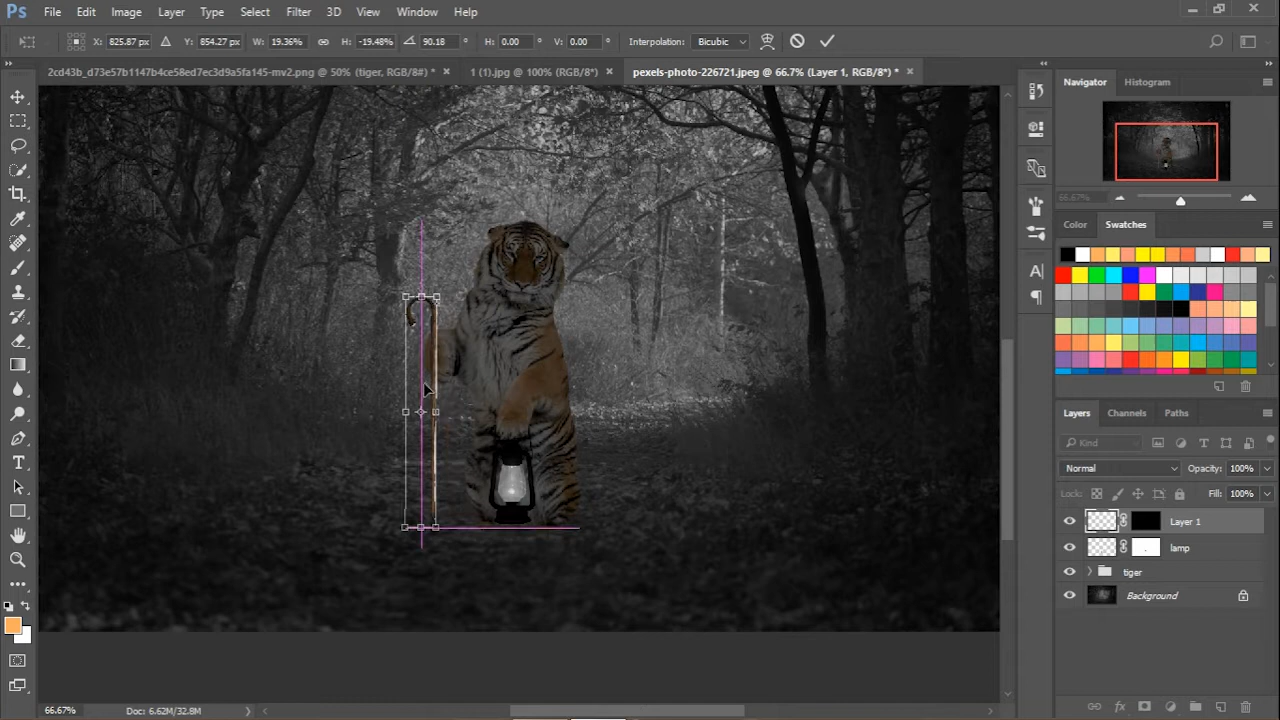 Ps File Edit Image Layer Type Select Filter 3D View Window Help
X: 825.87 px Y: 854.27 px W: 19.36% H: -19.48% 90.18 ° H: 0.00 ° V: 0.00 ° Interpolation: Bicubic
2cd43b_d73e57b1147b4ce58ed7ec3d9a5fa145-mv2.png @ 50% (tiger, RGB/8#) * 1 (1).jpg @ 100% (RGB/8*) pexels-photo-226721.jpeg @ 66.7% (Layer 1, RGB/8*) *
Navigator Histogram
66.67%
Color Swatches
Layers Channels Paths
Kind
Normal Opacity: 100%
Lock: Fill: 100%
Layer 1
lamp
tiger
Background
66.67% Doc: 6.62M/32.8M